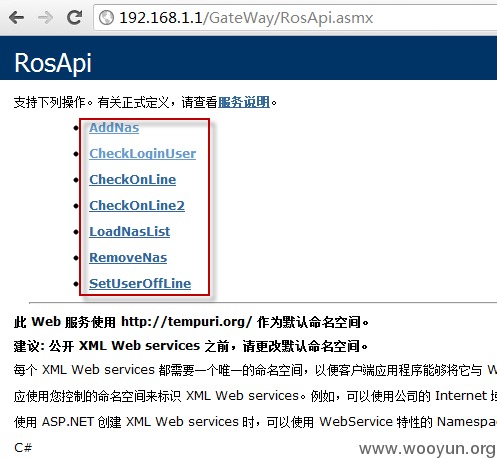 192.168.1.1/GateWay/RosApi.asmx
RosApi
支持下列操作。有关正式定义，请查看服务说明。
AddNas
CheckLoginUser
CheckOnLine
CheckOnLine2
LoadNasList
RemoveNas
SetUserOffLine
此 Web 服务使用 http://tempuri.org/ 作为默认命名空间。
建议: 公开 XML Web services 之前，请更改默认命名空间。
每个 XML Web services 都需要一个唯一的命名空间，以便客户端应用程序能够将它与 W
应使用您控制的命名空间来标识 XML Web services。例如，可以使用公司的 Internet 域
使用 ASP.NET 创建 XML Web services 时，可以使用 WebService 特性的 Namespac
C#
www.wooyun.org